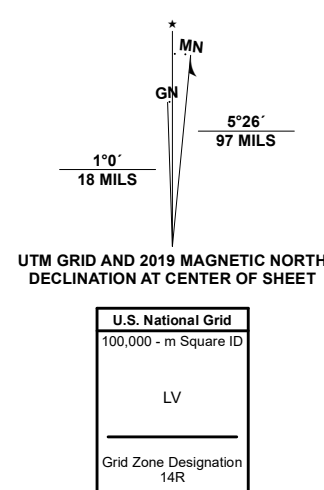 ★
MN
GN
5°26´
97 MILS
1°0´
18 MILS
UTM GRID AND 2019 MAGNETIC NORTH
DECLINATION AT CENTER OF SHEET
U.S. National Grid
100,000 - m Square ID
LV
Grid Zone Designation
14R